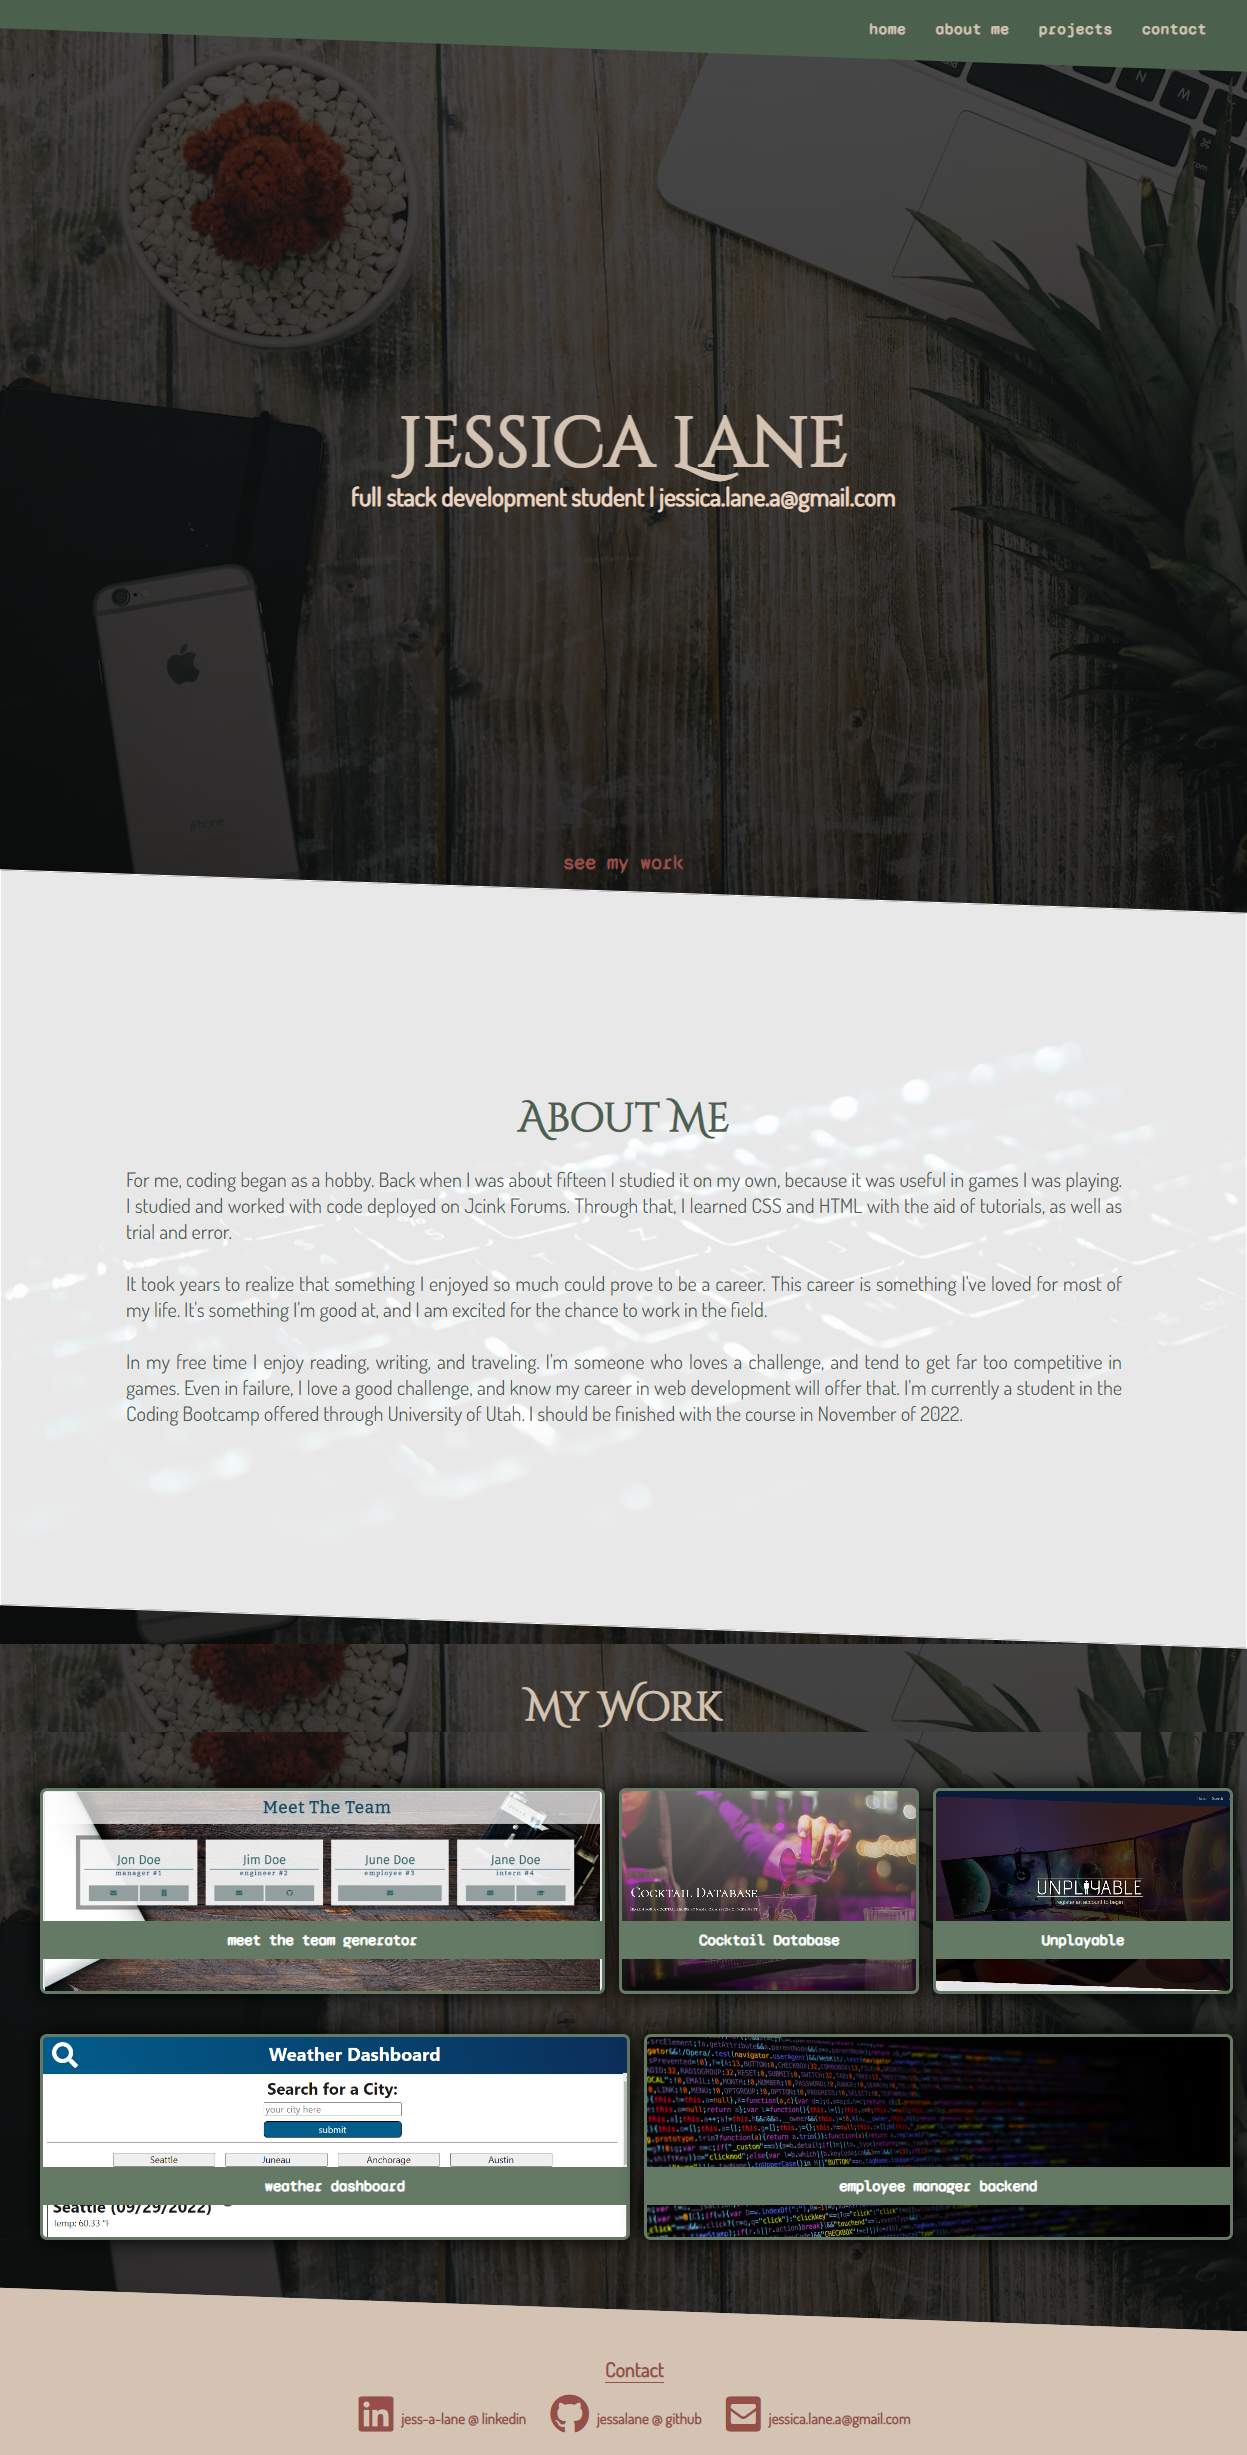 home about me projects contact
N
M
⌘
iPhone
JESSICA LANE
full stack development student | jessica.lane.a@gmail.com
see my work
ABOUT ME
For me, coding began as a hobby. Back when I was about fifteen I studied it on my own, because it was useful in games I was playing.
I studied and worked with code deployed on Jcink Forums. Through that, I learned CSS and HTML with the aid of tutorials, as well as
trial and error.
It took years to realize that something I enjoyed so much could prove to be a career. This career is something I've loved for most of
my life. It's something I'm good at, and I am excited for the chance to work in the field.
In my free time I enjoy reading, writing, and traveling. I'm someone who loves a challenge, and tend to get far too competitive in
games. Even in failure, I love a good challenge, and know my career in web development will offer that. I'm currently a student in the
Coding Bootcamp offered through University of Utah. I should be finished with the course in November of 2022.
MY WORK
Meet The Team
Jon Doe Jim Doe June Doe Jane Doe
manager #1 engineer #2 employee #3 intern #4
meet the team generator
COCKTAIL DATABASE
Cocktail Database
UNPLAYABLE
register an account to begin
Unplayable
Weather Dashboard
Search for a City:
your city here
submit
Seattle Juneau Anchorage Austin
weather dashboard
Seattle (09/29/2022)
Temp: 60.33 °F
employee manager backend
Contact
jess-a-lane @ linkedin jessalane @ github jessica.lane.a@gmail.com